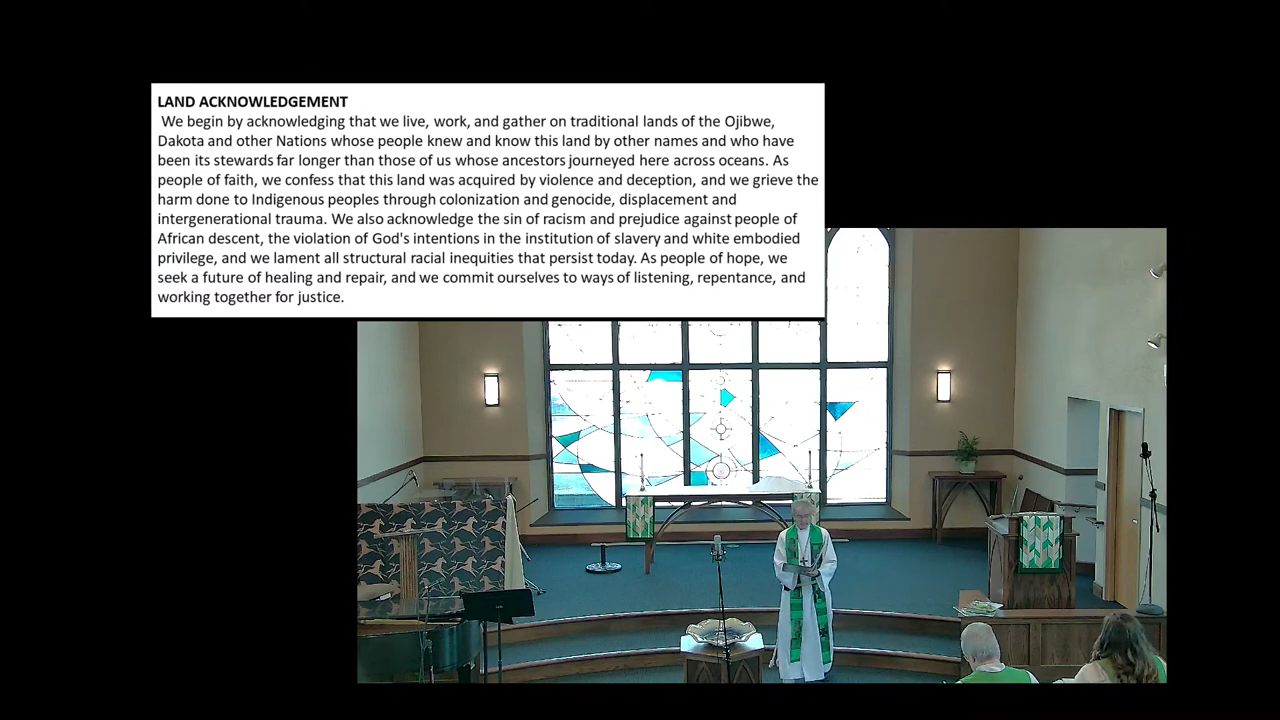 LAND ACKNOWLEDGEMENT
We begin by acknowledging that we live, work, and gather on traditional lands of the Ojibwe,
Dakota and other Nations whose people knew and know this land by other names and who have
been its stewards far longer than those of us whose ancestors journeyed here across oceans. As
people of faith, we confess that this land was acquired by violence and deception, and we grieve the
harm done to Indigenous peoples through colonization and genocide, displacement and
intergenerational trauma. We also acknowledge the sin of racism and prejudice against people of
African descent, the violation of God's intentions in the institution of slavery and white embodied
privilege, and we lament all structural racial inequities that persist today. As people of hope, we
seek a future of healing and repair, and we commit ourselves to ways of listening, repentance, and
working together for justice.